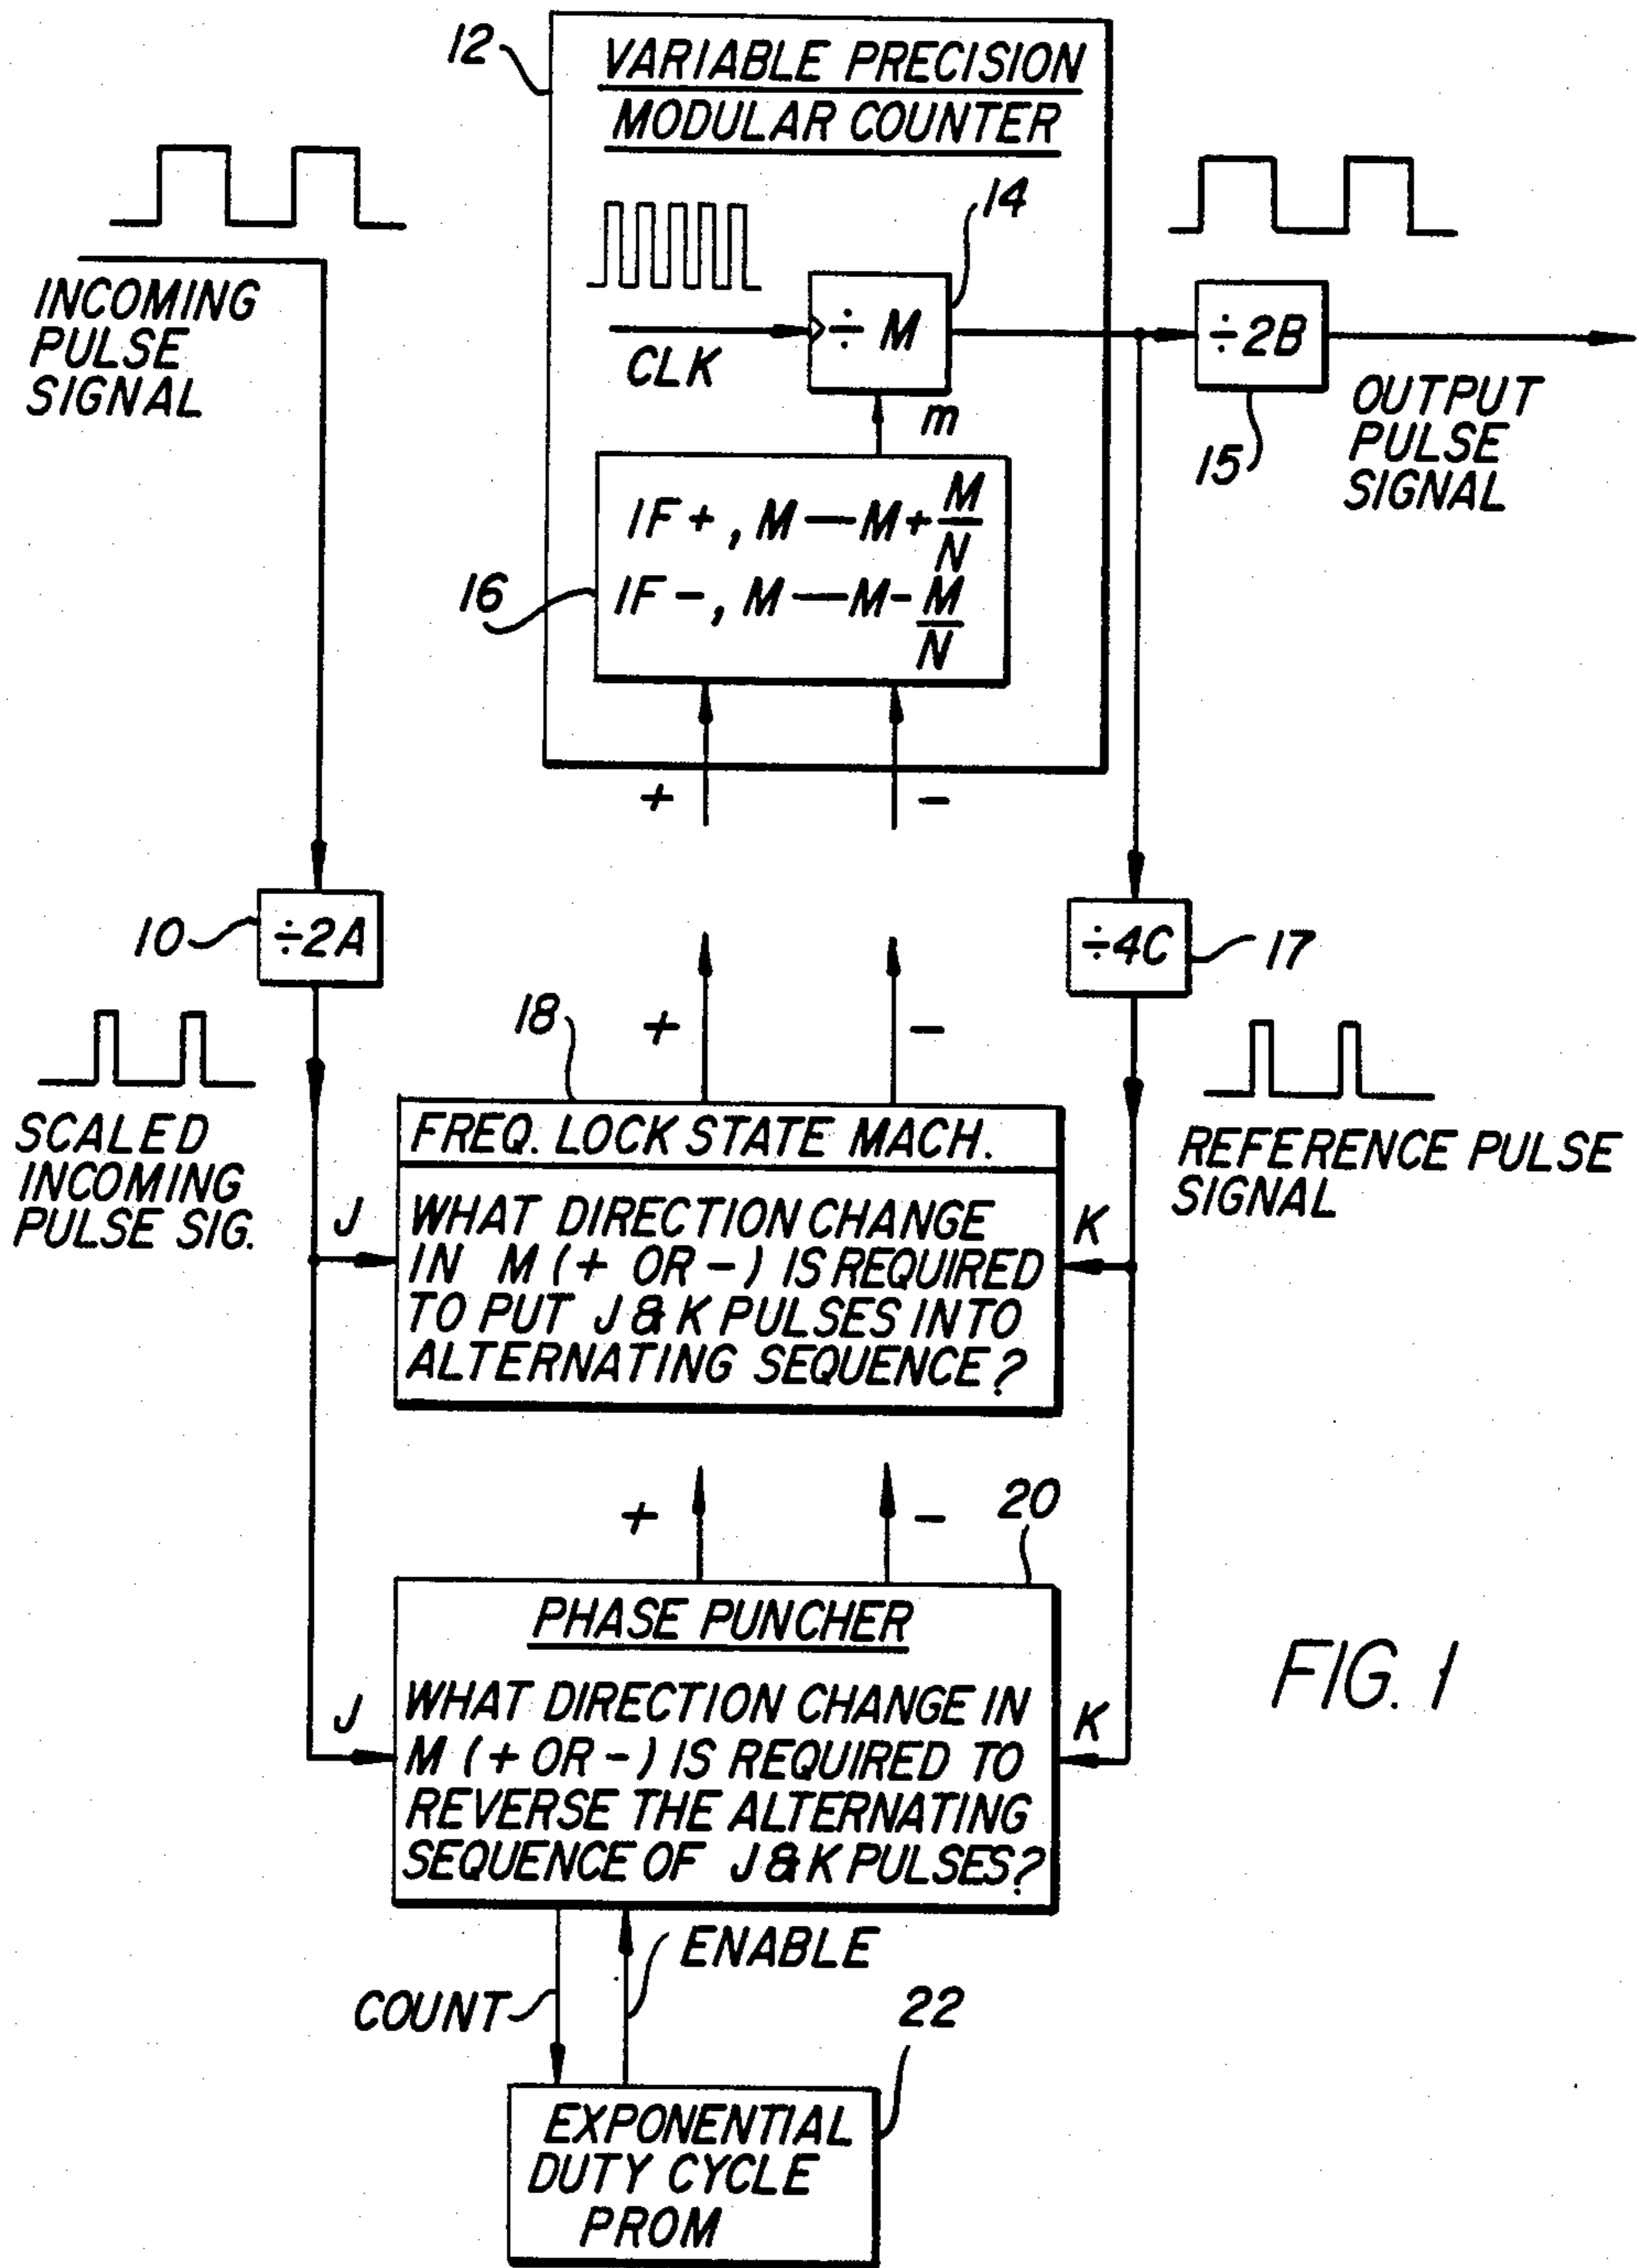 12
VARIABLE PRECISION
MODULAR COUNTER
INCOMING
PULSE
SIGNAL
CLK
÷ M
14
m
÷2B
15
OUTPUT
PULSE
SIGNAL
16
IF +, M — M + M/N
IF -, M — M - M/N
+
-
10
÷2A
÷4C
17
SCALED
INCOMING
PULSE SIG.
REFERENCE PULSE
SIGNAL
+
-
18
FREQ. LOCK STATE MACH.
J
K
WHAT DIRECTION CHANGE
IN M (+ OR -) IS REQUIRED
TO PUT J & K PULSES INTO
ALTERNATING SEQUENCE?
+
-
20
PHASE PUNCHER
J
K
WHAT DIRECTION CHANGE IN
M (+ OR -) IS REQUIRED TO
REVERSE THE ALTERNATING
SEQUENCE OF J & K PULSES?
FIG. 1
COUNT
ENABLE
22
EXPONENTIAL
DUTY CYCLE
PROM